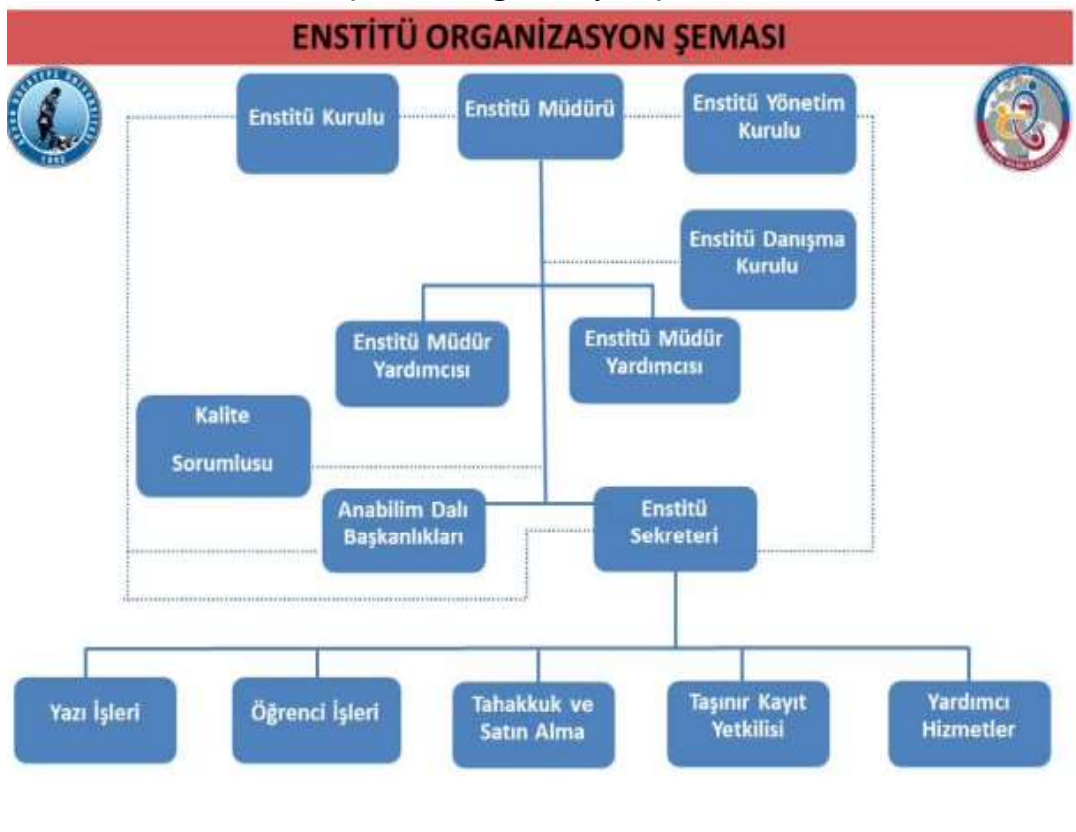 ENSTİTÜ ORGANİZASYON ŞEMASI
Enstitü Kurulu
Enstitü Müdürü
Enstitü Yönetim
Kurulu
Enstitü Danışma
Kurulu
Enstitü Müdür
Yardımcısı
Enstitü Müdür
Yardımcısı
Kalite
Sorumlusu
Anabilim Dalı
Başkanlıkları
Enstitü
Sekreteri
Yazı İşleri
Öğrenci İşleri
Tahakkuk ve
Satın Alma
Taşınır Kayıt
Yetkilisi
Yardımcı
Hizmetler
1992